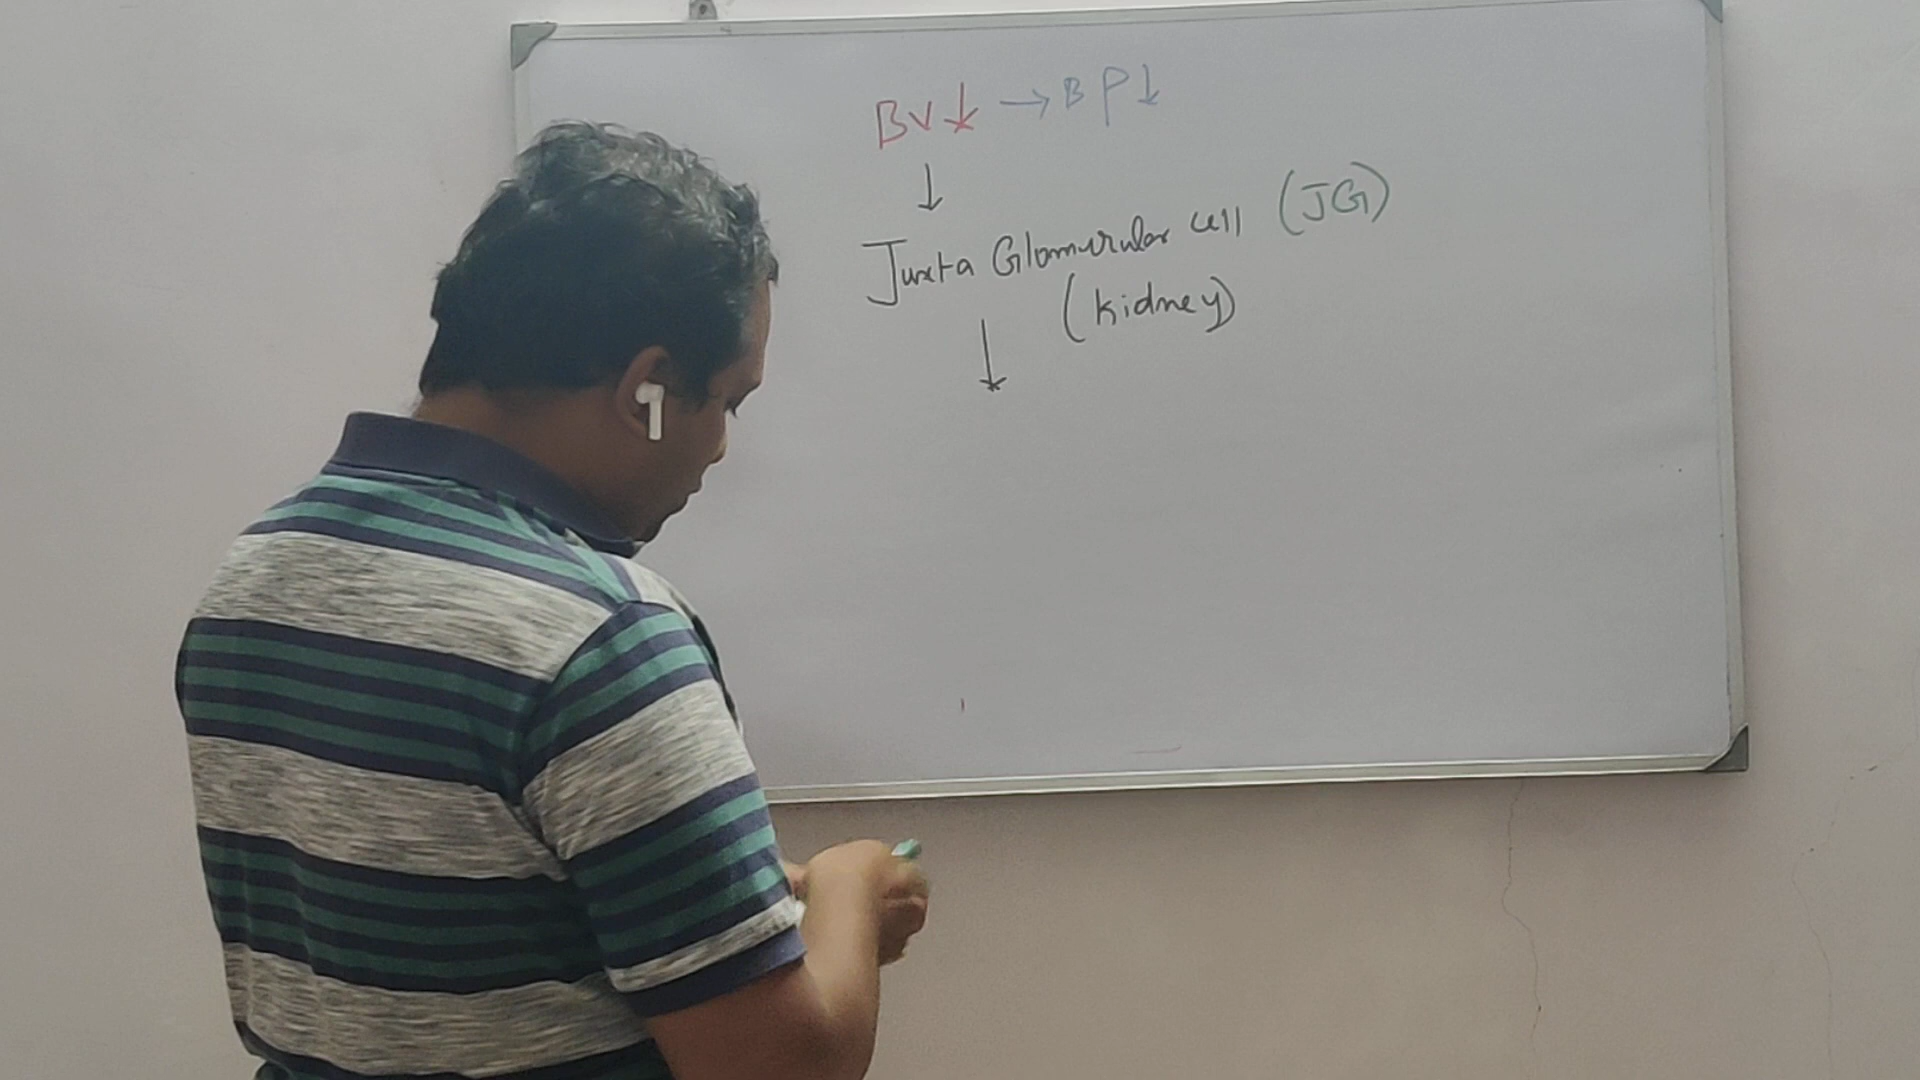 BV↓ → BP↓
↓
Juxta Glomerular cell (JG)
(kidney)
↓